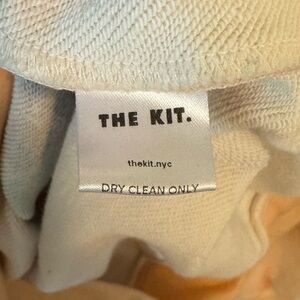 THE KIT.
thekit.nyc
DRY CLEAN ONLY